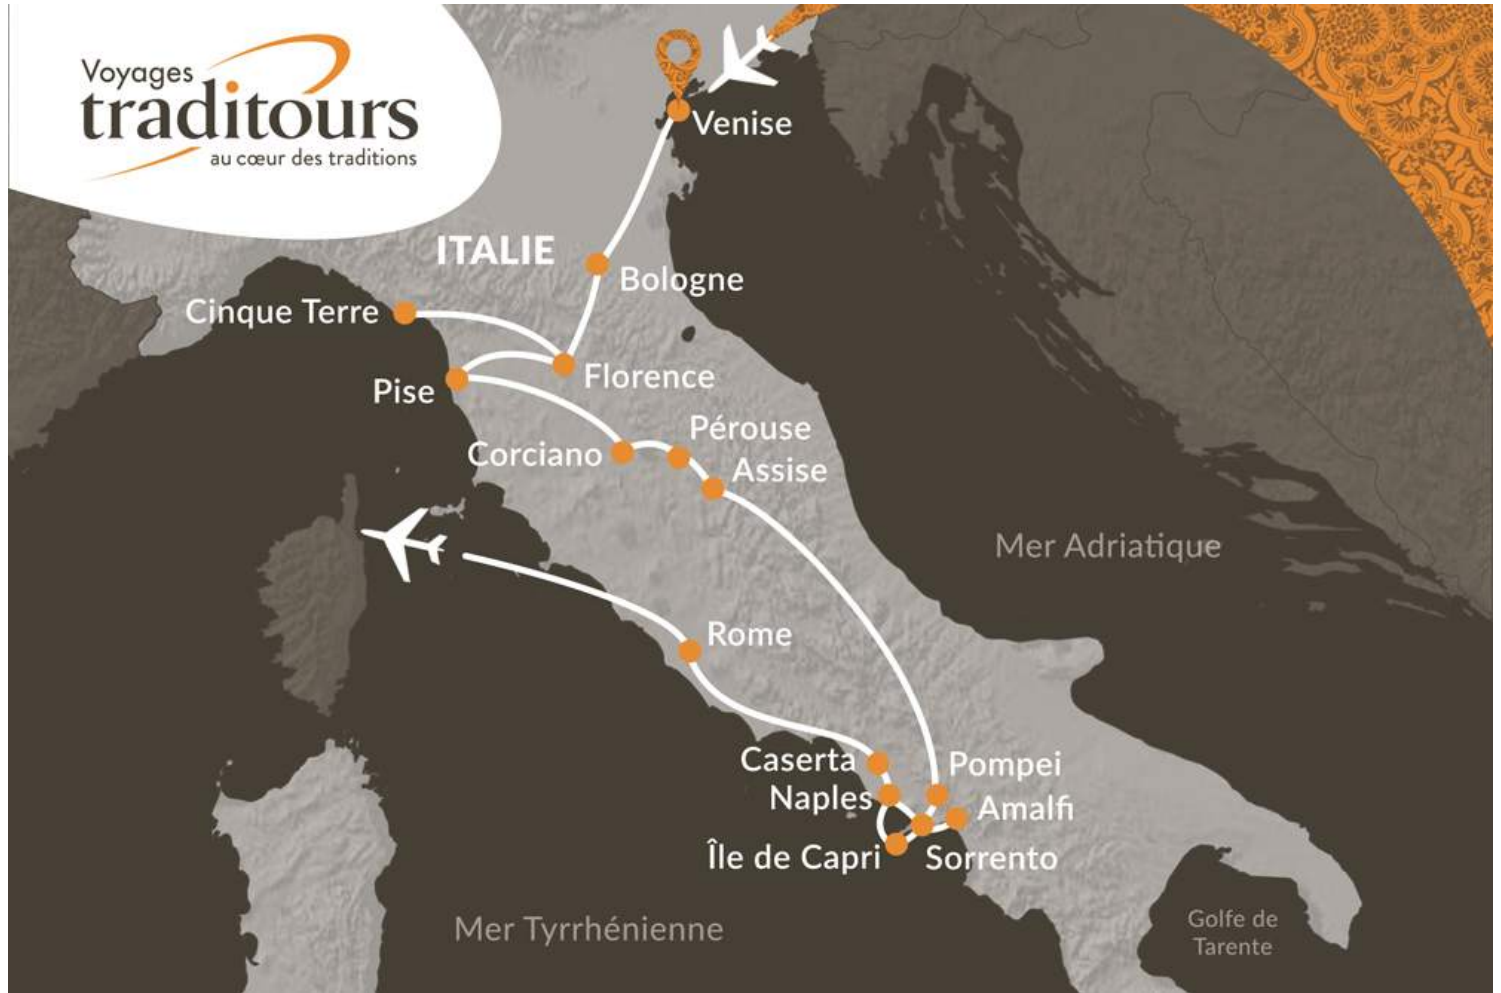 Voyages
traditours
au cœur des traditions
Venise
ITALIE
Bologne
Cinque Terre
Florence
Pise
Pérouse
Corciano
Assise
Mer Adriatique
Rome
Caserta
Pompei
Naples
Amalfi
Île de Capri
Sorrento
Mer Tyrrhénienne
Golfe de
Tarente